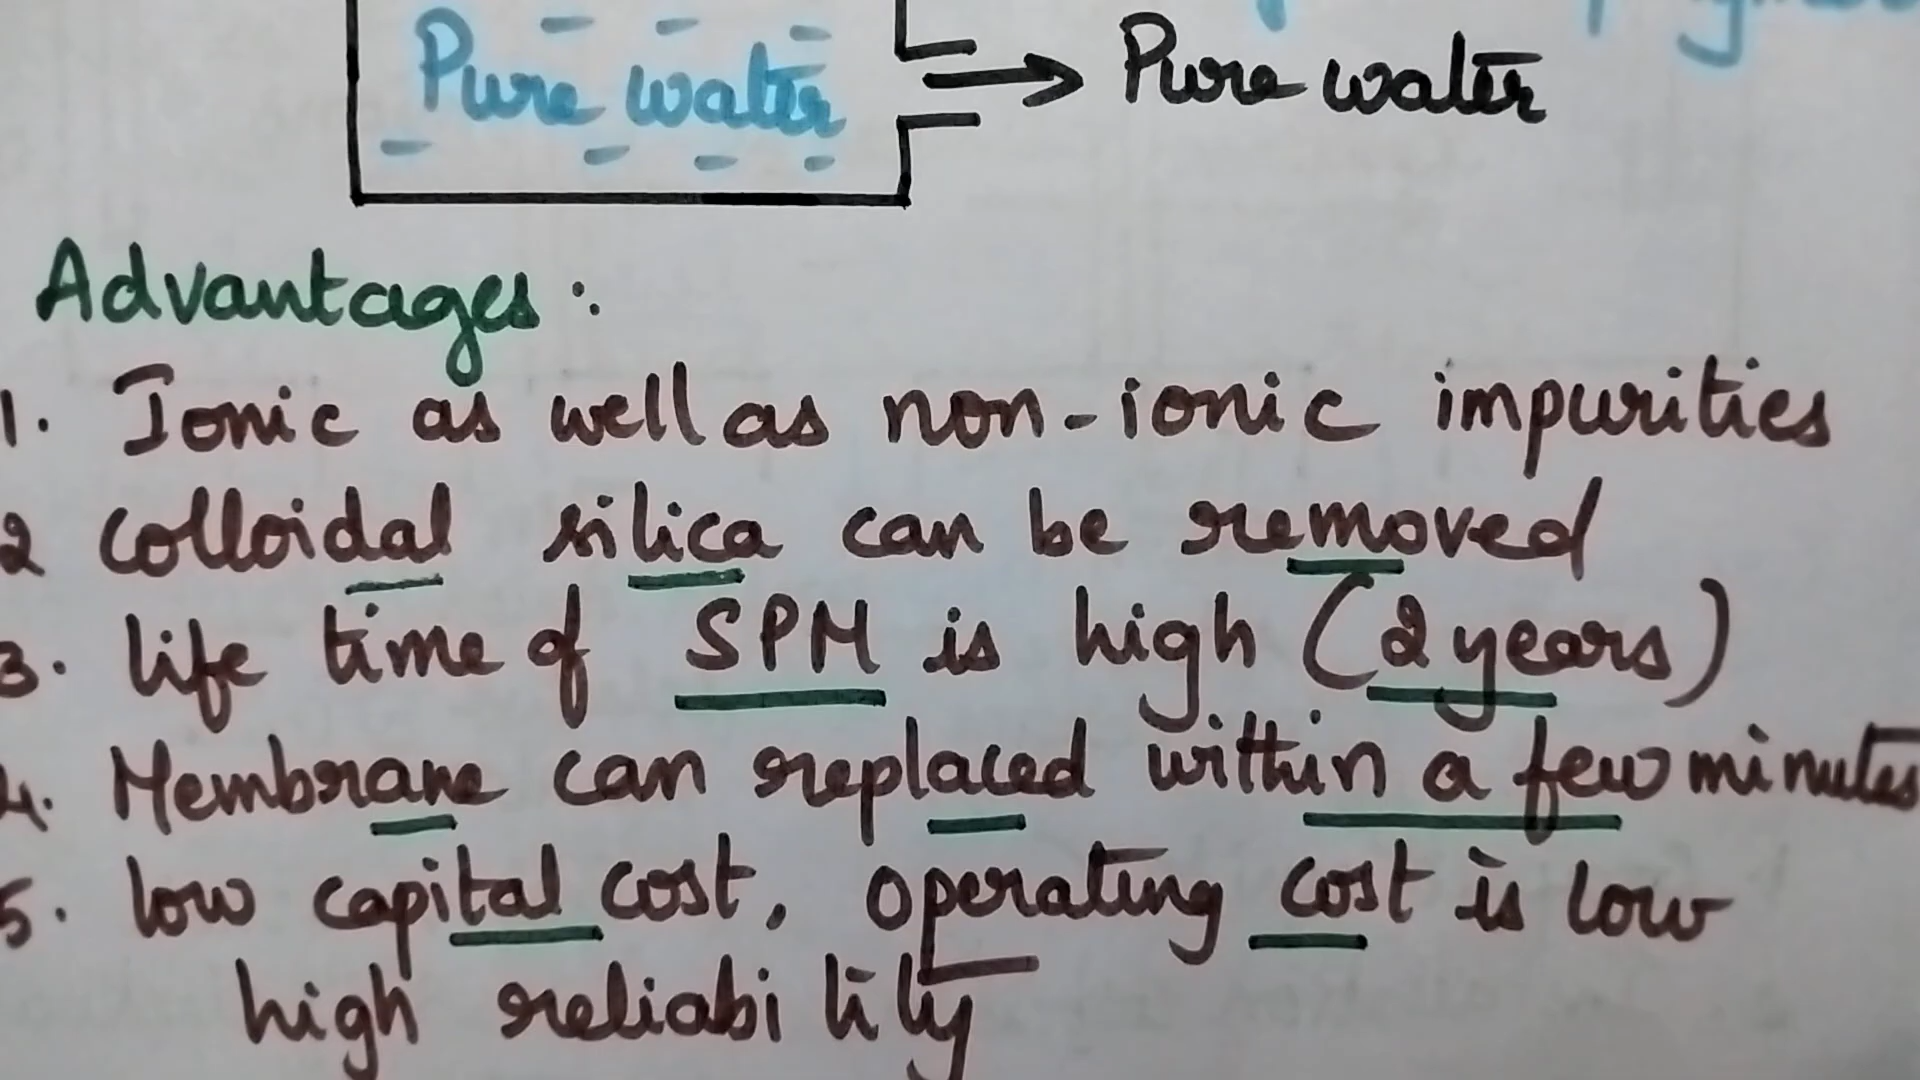 Pure water
Pure water
Advantages :
1. Ionic as well as non-ionic impurities
2 colloidal silica can be removed
3. life time of SPM is high (2 years)
4. Membrane can replaced within a few minutes
5. low capital cost, operating cost is low
high reliability